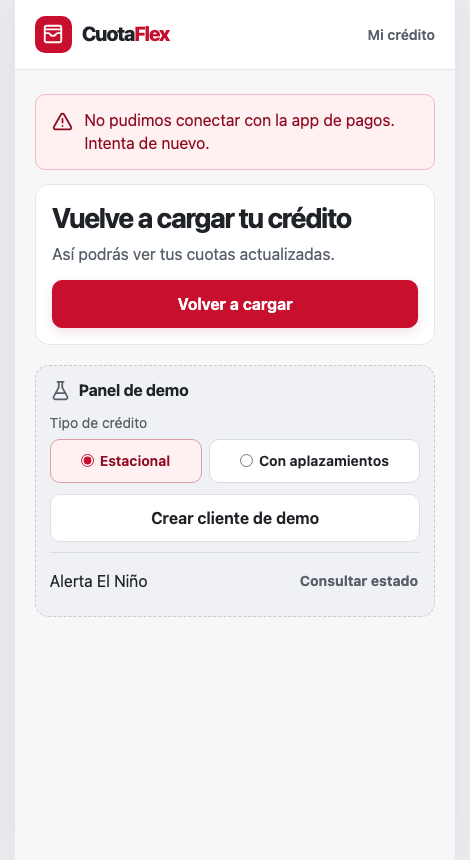 CuotaFlex
Mi crédito
No pudimos conectar con la app de pagos.
Intenta de nuevo.
Vuelve a cargar tu crédito
Así podrás ver tus cuotas actualizadas.
Volver a cargar
Panel de demo
Tipo de crédito
Estacional
Con aplazamientos
Crear cliente de demo
Alerta El Niño
Consultar estado